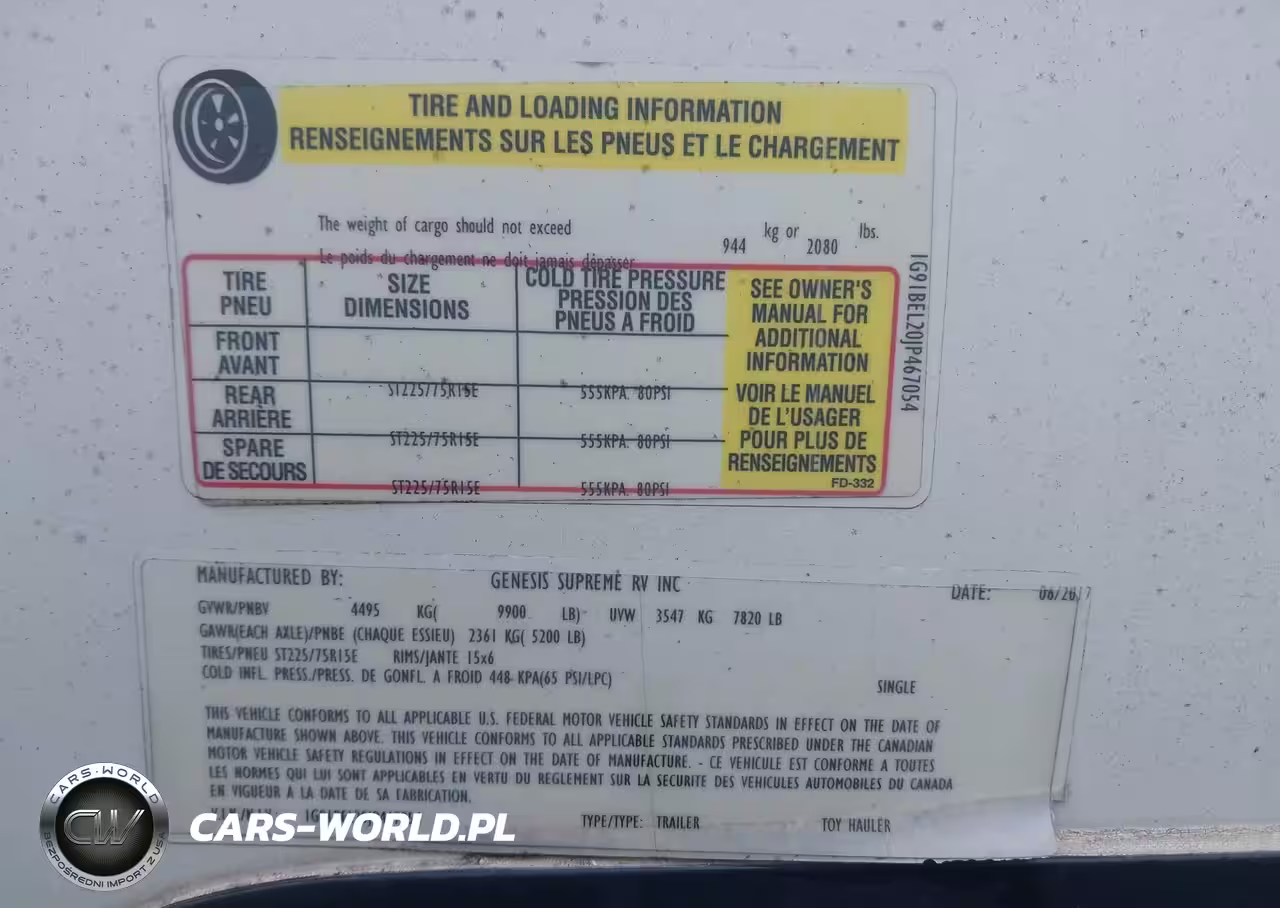 TIRE AND LOADING INFORMATION
RENSEIGNEMENTS SUR LES PNEUS ET LE CHARGEMENT
The weight of cargo should not exceed 944 kg or 2080 lbs.
Le poids du chargement ne doit jamais dépasser
TIRE PNEU
SIZE DIMENSIONS
COLD TIRE PRESSURE PRESSION DES PNEUS A FROID
SEE OWNER'S
MANUAL FOR
ADDITIONAL
INFORMATION
VOIR LE MANUEL
DE L'USAGER
POUR PLUS DE
RENSEIGNEMENTS
FD-332
FRONT AVANT ST225/75R15E 555KPA. 80PSI
REAR ARRIÈRE ST225/75R15E 555KPA. 80PSI
SPARE DE SECOURS ST225/75R15E 555KPA. 80PSI
1G91BEL20JP467054
MANUFACTURED BY: GENESIS SUPREME RV INC DATE: 08/2017
GVWR/PNBV 4495 KG( 9900 LB) UVW 3547 KG 7820 LB
GAWR(EACH AXLE)/PNBE (CHAQUE ESSIEU) 2361 KG( 5200 LB)
TIRES/PNEU ST225/75R15E RIMS/JANTE 15x6
COLD INFL. PRESS./PRESS. DE GONFL. A FROID 448 KPA(65 PSI/LPC)
SINGLE
THIS VEHICLE CONFORMS TO ALL APPLICABLE U.S. FEDERAL MOTOR VEHICLE SAFETY STANDARDS IN EFFECT ON THE DATE OF
MANUFACTURE SHOWN ABOVE. THIS VEHICLE CONFORMS TO ALL APPLICABLE STANDARDS PRESCRIBED UNDER THE CANADIAN
MOTOR VEHICLE SAFETY REGULATIONS IN EFFECT ON THE DATE OF MANUFACTURE. - CE VEHICULE EST CONFORME A TOUTES
LES NORMES QUI LUI SONT APPLICABLES EN VERTU DU REGLEMENT SUR LA SECURITE DES VEHICULES AUTOMOBILES DU CANADA
EN VIGUEUR A LA DATE DE SA FABRICATION.
TYPE/TYPE: TRAILER TOY HAULER
CARS-WORLD
CW
BEZPOŚREDNI IMPORT Z USA
CARS-WORLD.PL